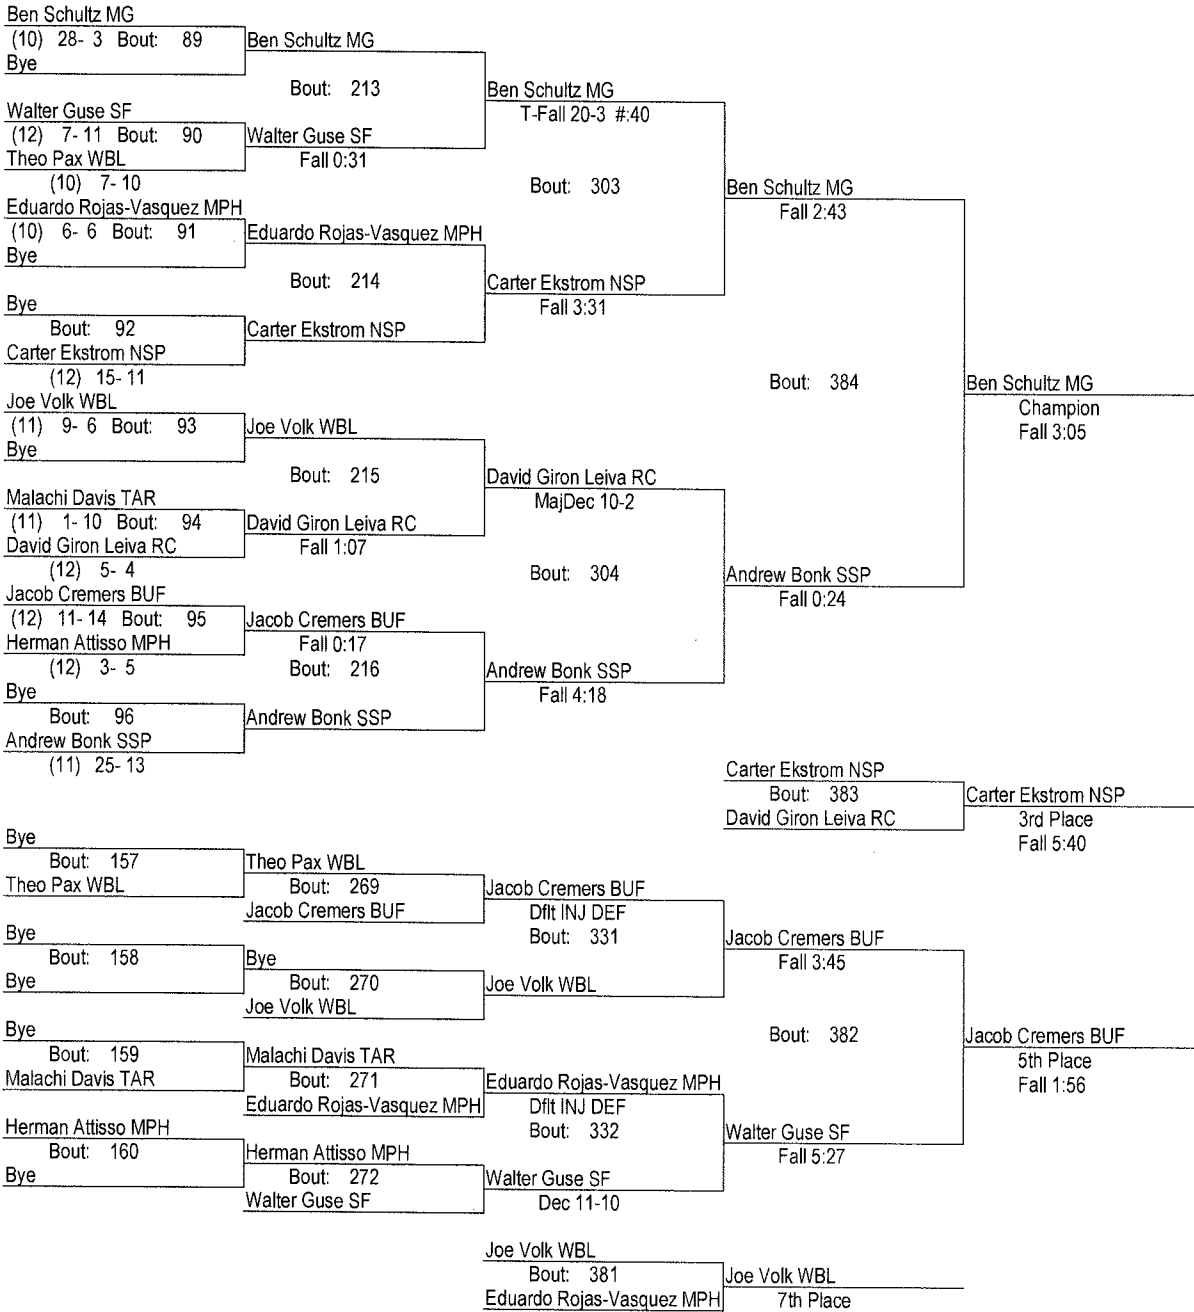 Ben Schultz MG
(10) 28- 3 Bout: 89
Bye
Ben Schultz MG
Bout: 213
Walter Guse SF
(12) 7- 11 Bout: 90
Theo Pax WBL
(10) 7- 10
Walter Guse SF
Fall 0:31
Ben Schultz MG
T-Fall 20-3 #:40
Bout: 303
Eduardo Rojas-Vasquez MPH
(10) 6- 6 Bout: 91
Bye
Eduardo Rojas-Vasquez MPH
Bout: 214
Bye
Bout: 92
Carter Ekstrom NSP
(12) 15- 11
Carter Ekstrom NSP
Carter Ekstrom NSP
Fall 3:31
Ben Schultz MG
Fall 2:43
Bout: 384
Joe Volk WBL
(11) 9- 6 Bout: 93
Bye
Joe Volk WBL
Bout: 215
Malachi Davis TAR
(11) 1- 10 Bout: 94
David Giron Leiva RC
(12) 5- 4
David Giron Leiva RC
Fall 1:07
David Giron Leiva RC
MajDec 10-2
Bout: 304
Jacob Cremers BUF
(12) 11- 14 Bout: 95
Herman Attisso MPH
(12) 3- 5
Jacob Cremers BUF
Fall 0:17
Bout: 216
Bye
Bout: 96
Andrew Bonk SSP
(11) 25- 13
Andrew Bonk SSP
Andrew Bonk SSP
Fall 4:18
Andrew Bonk SSP
Fall 0:24
Ben Schultz MG
Champion
Fall 3:05
Carter Ekstrom NSP
Bout: 383
David Giron Leiva RC
Carter Ekstrom NSP
3rd Place
Fall 5:40
Bye
Bout: 157
Theo Pax WBL
Theo Pax WBL
Bout: 269
Jacob Cremers BUF
Jacob Cremers BUF
Dflt INJ DEF
Bout: 331
Bye
Bout: 158
Bye
Bye
Bout: 270
Joe Volk WBL
Joe Volk WBL
Jacob Cremers BUF
Fall 3:45
Bout: 382
Bye
Bout: 159
Malachi Davis TAR
Malachi Davis TAR
Bout: 271
Eduardo Rojas-Vasquez MPH
Eduardo Rojas-Vasquez MPH
Dflt INJ DEF
Bout: 332
Herman Attisso MPH
Bout: 160
Bye
Herman Attisso MPH
Bout: 272
Walter Guse SF
Walter Guse SF
Dec 11-10
Walter Guse SF
Fall 5:27
Jacob Cremers BUF
5th Place
Fall 1:56
Joe Volk WBL
Bout: 381
Eduardo Rojas-Vasquez MPH
Joe Volk WBL
7th Place